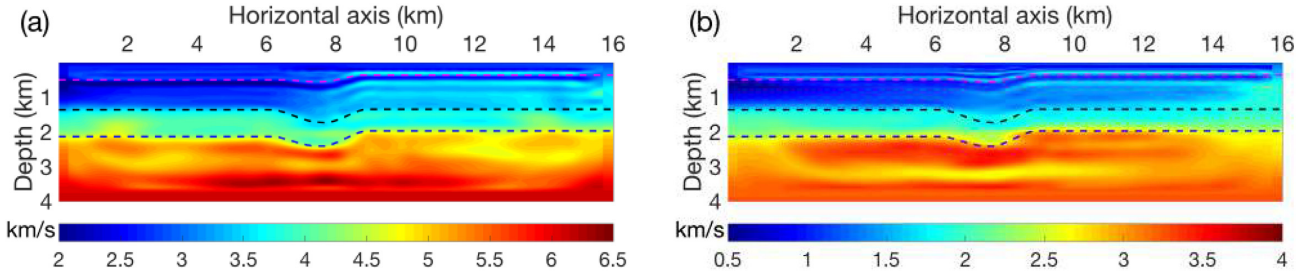 (a) Horizontal axis (km)
2 4 6 8 10 12 14 16
Depth (km)
1
2
3
4
km/s
2 2.5 3 3.5 4 4.5 5 5.5 6 6.5
(b) Horizontal axis (km)
2 4 6 8 10 12 14 16
Depth (km)
1
2
3
4
km/s
0.5 1 1.5 2 2.5 3 3.5 4